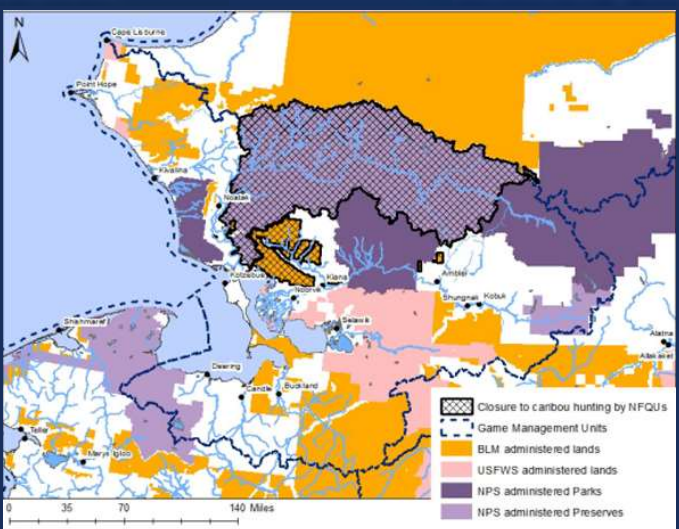 N
Cape Lisburne
Point Hope
Kivalina
Noatak
Kotzebue
Noorvik
Kiana
Ambler
Shungnak
Kobuk
Selawik
Shishmaref
Deering
Candle
Buckland
Alatna
Allakaket
Teller
Marys Igloo
Closure to caribou hunting by NFQUs
Game Management Units
BLM administered lands
USFWS administered lands
NPS administered Parks
NPS administered Preserves
0 35 70 140 Miles